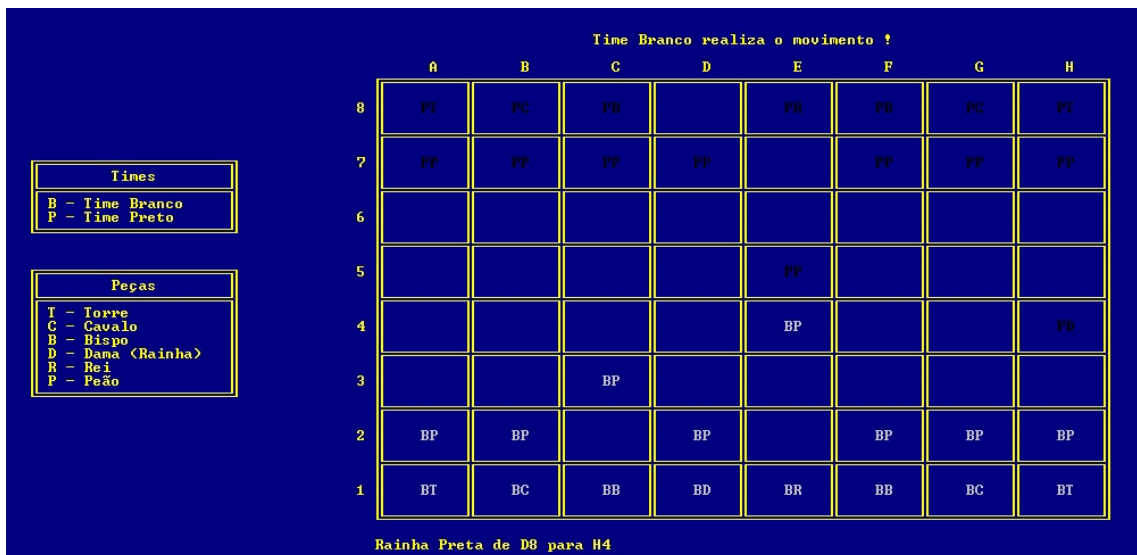 Time Branco realiza o movimento !
A B C D E F G H
8 PT PC PB PR PB PC PT
7 PP PP PP PP PP PP PP
6
5 PP
4 BP PD
3 BP
2 BP BP BP BP BP BP
1 BT BC BB BD BR BB BC BT
Rainha Preta de D8 para H4
Times
B - Time Branco
P - Time Preto
Peças
T - Torre
C - Cavalo
B - Bispo
D - Dama (Rainha)
R - Rei
P - Peão